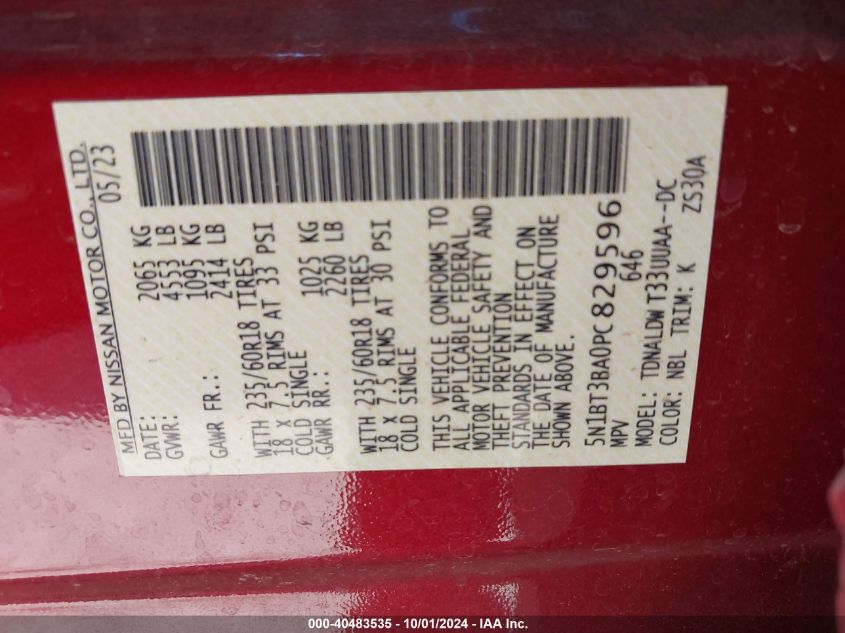 MFD BY NISSAN MOTOR CO., LTD.
DATE: 05/23
GVWR: 2065 KG
4553 LB
GAWR FR.: 1095 KG
2414 LB
WITH 235/60R18 TIRES
18 X 7.5 RIMS AT 33 PSI
COLD SINGLE
GAWR RR.: 1025 KG
2260 LB
WITH 235/60R18 TIRES
18 X 7.5 RIMS AT 30 PSI
COLD SINGLE
THIS VEHICLE CONFORMS TO
ALL APPLICABLE FEDERAL
MOTOR VEHICLE SAFETY AND
THEFT PREVENTION
STANDARDS IN EFFECT ON
THE DATE OF MANUFACTURE
SHOWN ABOVE.
5N1BT3BA0PC829596
MPV 646
MODEL: TDNALDWT33UUAA--DC
COLOR: NBL TRIM: K ZS30A
000-40483535 - 10/01/2024 - IAA Inc.